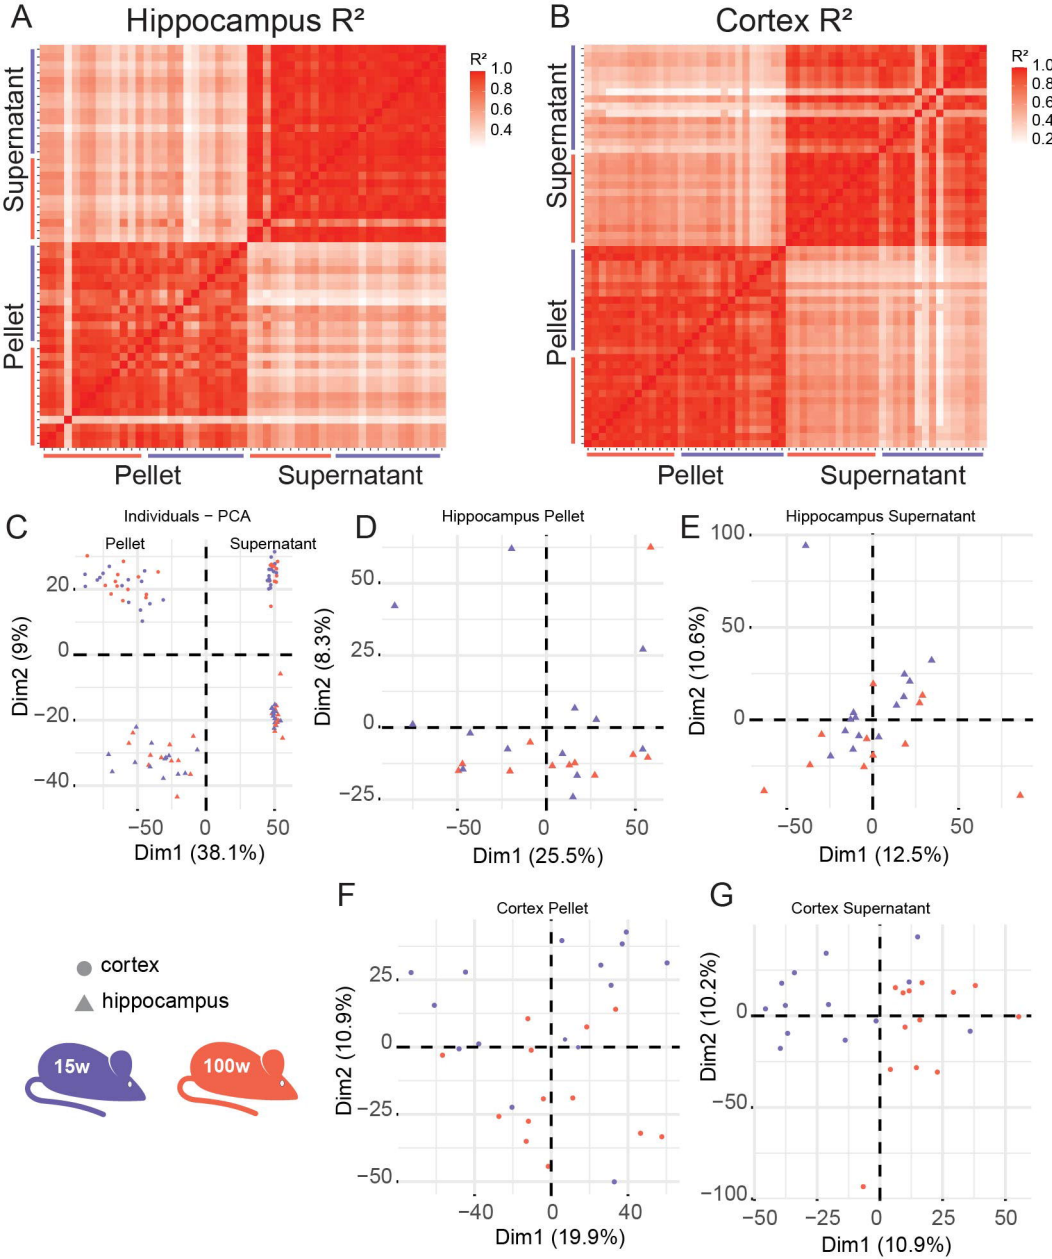 A
Hippocampus R²
B
Cortex R²
R²
1.0
0.8
0.6
0.4
Supernatant
Pellet
Pellet
Supernatant
R²
1.0
0.8
0.6
0.4
0.2
Supernatant
Pellet
Pellet
Supernatant
C
Individuals – PCA
Pellet
Supernatant
20
0
−20
−40
Dim2 (9%)
−50
0
50
Dim1 (38.1%)
D
Hippocampus Pellet
50
25
0
−25
Dim2 (8.3%)
−50
0
50
Dim1 (25.5%)
E
Hippocampus Supernatant
100
50
0
Dim2 (10.6%)
−50
0
50
Dim1 (12.5%)
cortex
hippocampus
15w
100w
F
Cortex Pellet
25
0
−25
−50
Dim2 (10.9%)
−40
0
40
Dim1 (19.9%)
G
Cortex Supernatant
0
−50
−100
Dim2 (10.2%)
−50
−25
0
25
50
Dim1 (10.9%)